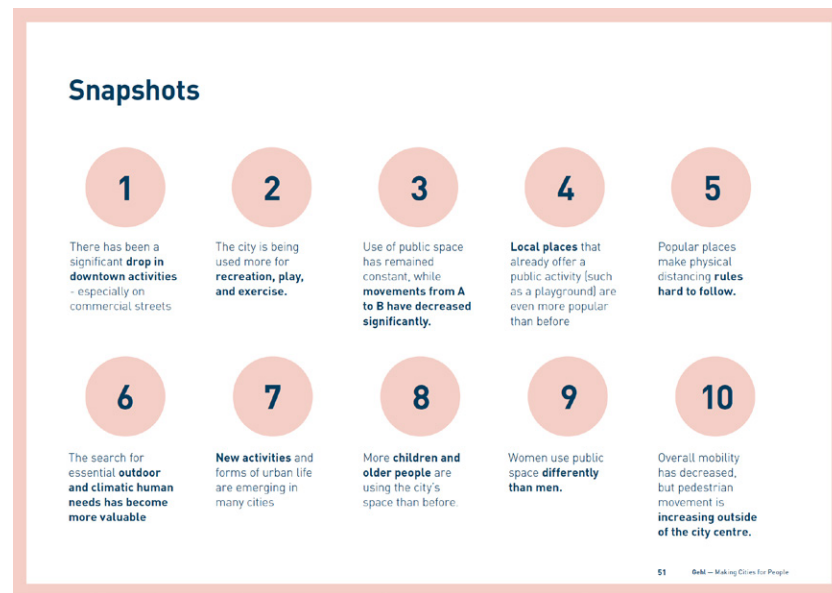 Snapshots
1
There has been a
significant drop in
downtown activities
- especially on
commercial streets
2
The city is being
used more for
recreation, play,
and exercise.
3
Use of public space
has remained
constant, while
movements from A
to B have decreased
significantly.
4
Local places that
already offer a
public activity (such
as a playground) are
even more popular
than before
5
Popular places
make physical
distancing rules
hard to follow.
6
The search for
essential outdoor
and climatic human
needs has become
more valuable
7
New activities and
forms of urban life
are emerging in
many cities
8
More children and
older people are
using the city's
space than before.
9
Women use public
space differently
than men.
10
Overall mobility
has decreased,
but pedestrian
movement is
increasing outside
of the city centre.
51 Gehl — Making Cities for People